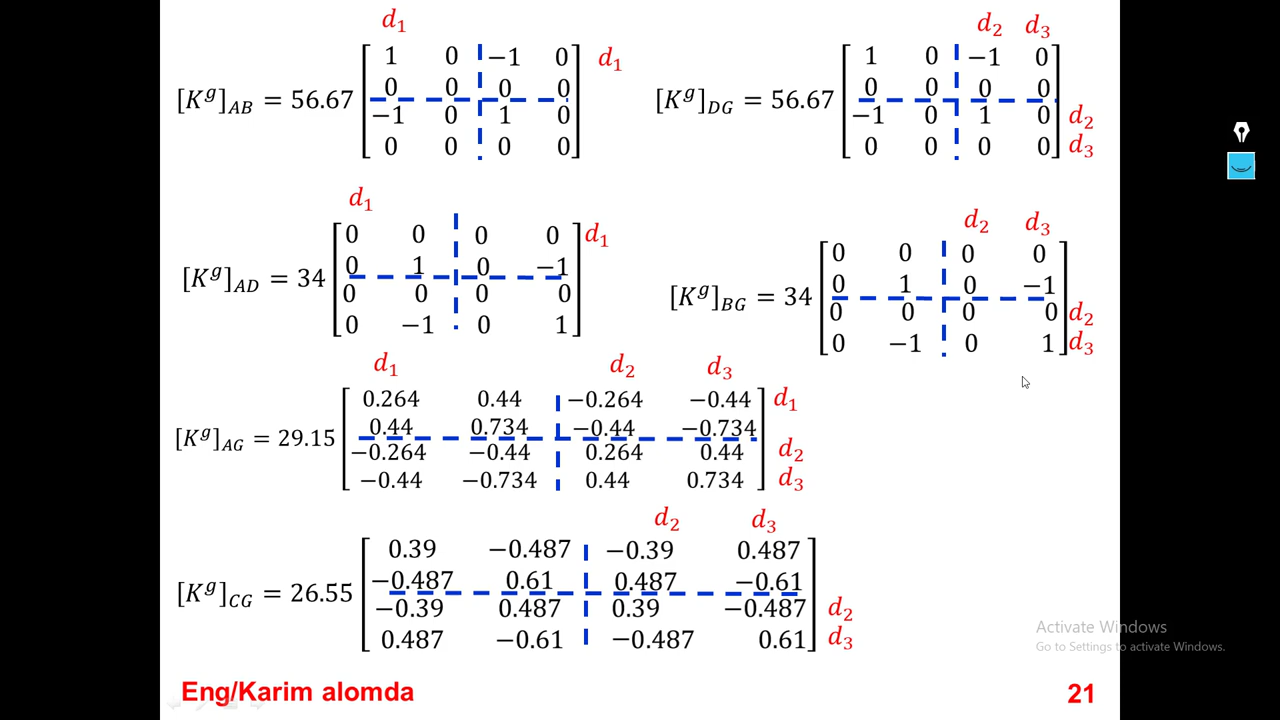 d₁
[Kᵍ]AB = 56.67 [ 1 0 −1 0 ] d₁
0 0 0 0
−1 0 1 0
0 0 0 0
d₂ d₃
[Kᵍ]DG = 56.67 [ 1 0 −1 0 ]
0 0 0 0
−1 0 1 0 d₂
0 0 0 0 d₃
d₁
[Kᵍ]AD = 34 [ 0 0 0 0 ] d₁
0 1 0 −1
0 0 0 0
0 −1 0 1
d₂ d₃
[Kᵍ]BG = 34 [ 0 0 0 0 ]
0 1 0 −1
0 0 0 0 d₂
0 −1 0 1 d₃
d₁ d₂ d₃
[Kᵍ]AG = 29.15 [ 0.264 0.44 −0.264 −0.44 ] d₁
0.44 0.734 −0.44 −0.734
−0.264 −0.44 0.264 0.44 d₂
−0.44 −0.734 0.44 0.734 d₃
d₂ d₃
[Kᵍ]CG = 26.55 [ 0.39 −0.487 −0.39 0.487 ]
−0.487 0.61 0.487 −0.61
−0.39 0.487 0.39 −0.487 d₂
0.487 −0.61 −0.487 0.61 d₃
Activate Windows
Go to Settings to activate Windows.
Eng/Karim alomda
21